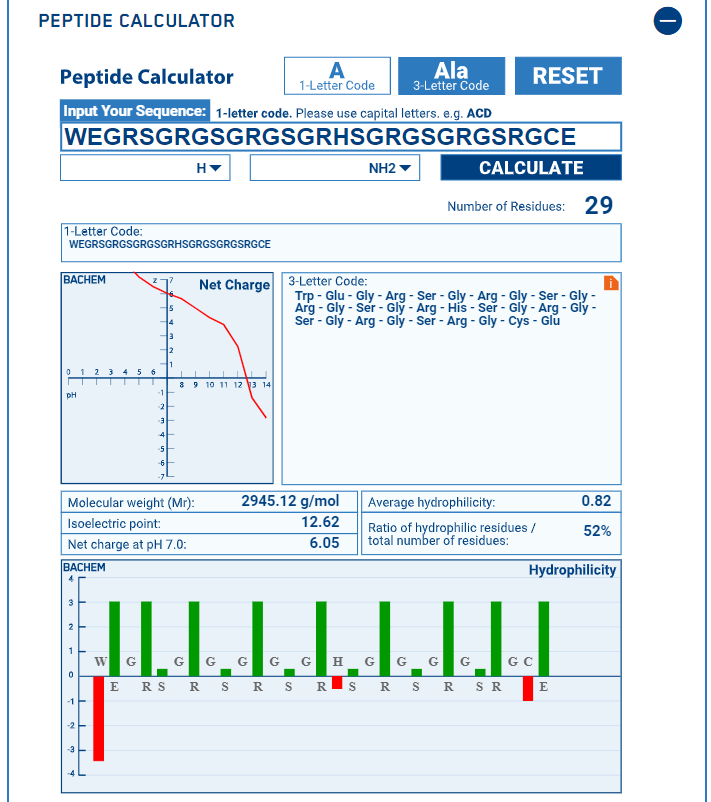 PEPTIDE CALCULATOR
Peptide Calculator
A
1-Letter Code
Ala
3-Letter Code
RESET
Input Your Sequence: 1-letter code. Please use capital letters. e.g. ACD
WEGRSGRGSGRGSGRHSGRGSGRGSRGCE
H
NH2
CALCULATE
Number of Residues: 29
1-Letter Code:
WEGRSGRGSGRGSGRHSGRGSGRGSRGCE
BACHEM
z
Net Charge
7
6
5
4
3
2
1
0 1 2 3 4 5 6
8 9 10 11 12 13 14
pH
-1
-2
-3
-4
-5
-6
-7
3-Letter Code:
i
Trp - Glu - Gly - Arg - Ser - Gly - Arg - Gly - Ser - Gly -
Arg - Gly - Ser - Gly - Arg - His - Ser - Gly - Arg - Gly -
Ser - Gly - Arg - Gly - Ser - Arg - Gly - Cys - Glu
Molecular weight (Mr): 2945.12 g/mol
Isoelectric point: 12.62
Net charge at pH 7.0: 6.05
Average hydrophilicity: 0.82
Ratio of hydrophilic residues /
total number of residues:
52%
BACHEM
Hydrophilicity
4
3
2
1
0
-1
-2
-3
-4
W G G G G G H G G G G C
E R S R S R S R S R S R S R E